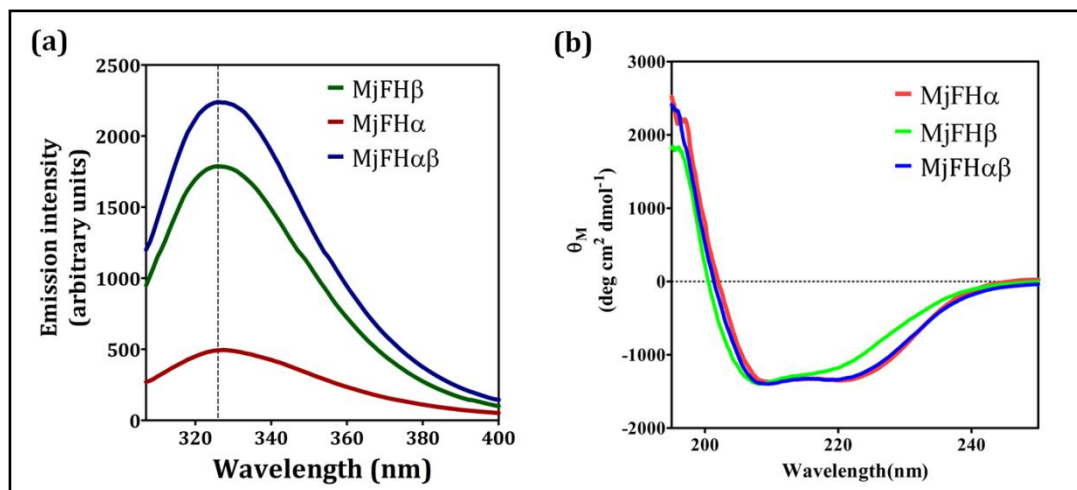 (a)
2500
2000
1500
1000
500
0
Emission intensity
(arbitrary units)
MjFHβ
MjFHα
MjFHαβ
320
340
360
380
400
Wavelength (nm)
(b)
3000
2000
1000
0
-1000
-2000
θM
(deg cm² dmol⁻¹)
MjFHα
MjFHβ
MjFHαβ
200
220
240
Wavelength(nm)